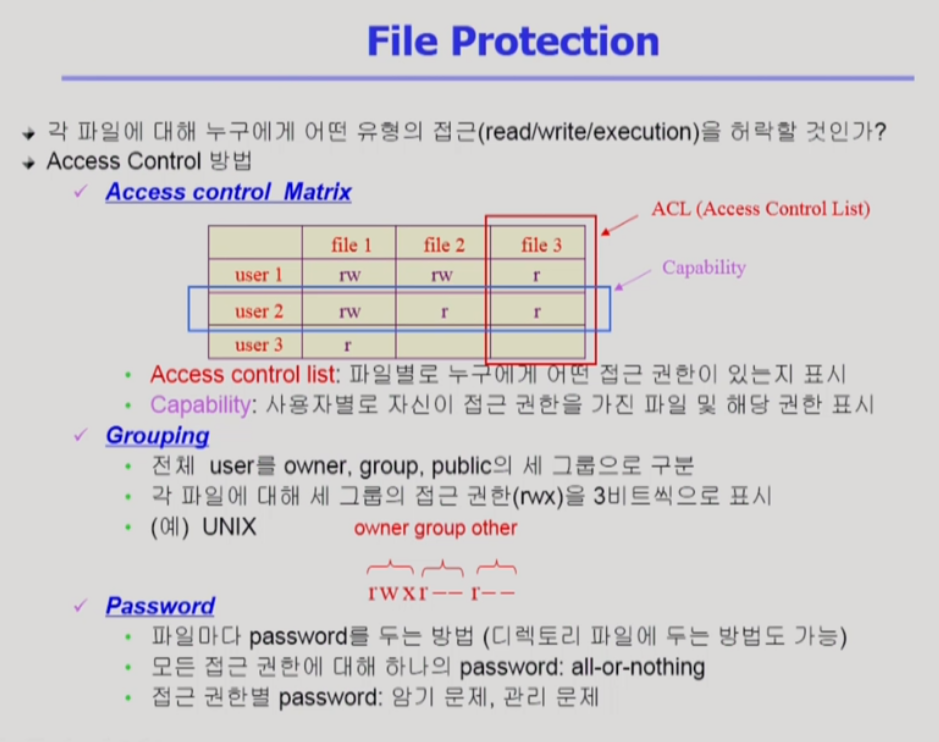 File Protection
각 파일에 대해 누구에게 어떤 유형의 접근(read/write/execution)을 허락할 것인가?
Access Control 방법
Access control Matrix
ACL (Access Control List)
file 1 file 2 file 3
Capability
user 1 rw rw r
user 2 rw r r
user 3 r
Access control list: 파일별로 누구에게 어떤 접근 권한이 있는지 표시
Capability: 사용자별로 자신이 접근 권한을 가진 파일 및 해당 권한 표시
Grouping
전체 user를 owner, group, public의 세 그룹으로 구분
각 파일에 대해 세 그룹의 접근 권한(rwx)을 3비트씩으로 표시
(예) UNIX owner group other
rwxr-- r--
Password
파일마다 password를 두는 방법 (디렉토리 파일에 두는 방법도 가능)
모든 접근 권한에 대해 하나의 password: all-or-nothing
접근 권한별 password: 암기 문제, 관리 문제